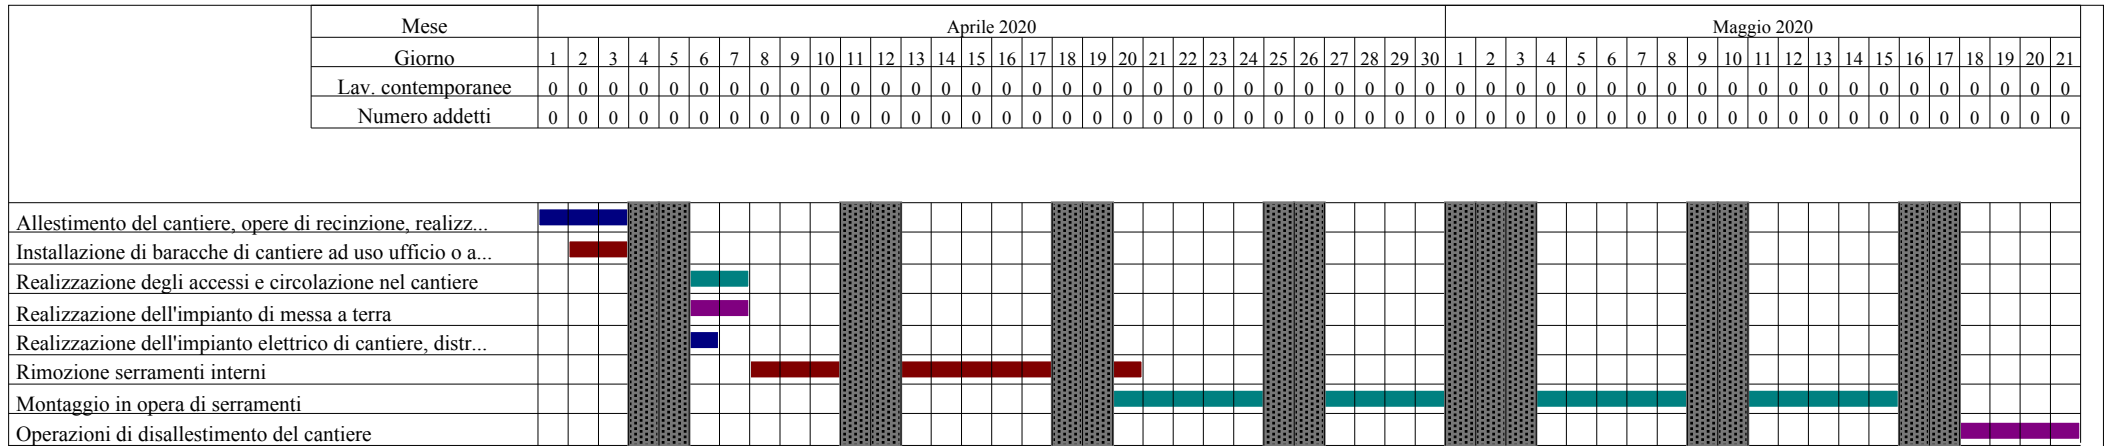 Mese Aprile 2020 Maggio 2020
Giorno 1 2 3 4 5 6 7 8 9 10 11 12 13 14 15 16 17 18 19 20 21 22 23 24 25 26 27 28 29 30 1 2 3 4 5 6 7 8 9 10 11 12 13 14 15 16 17 18 19 20 21
Lav. contemporanee 0 0 0 0 0 0 0 0 0 0 0 0 0 0 0 0 0 0 0 0 0 0 0 0 0 0 0 0 0 0 0 0 0 0 0 0 0 0 0 0 0 0 0 0 0 0 0 0 0 0 0
Numero addetti 0 0 0 0 0 0 0 0 0 0 0 0 0 0 0 0 0 0 0 0 0 0 0 0 0 0 0 0 0 0 0 0 0 0 0 0 0 0 0 0 0 0 0 0 0 0 0 0 0 0 0
Allestimento del cantiere, opere di recinzione, realizz...
Installazione di baracche di cantiere ad uso ufficio o a...
Realizzazione degli accessi e circolazione nel cantiere
Realizzazione dell'impianto di messa a terra
Realizzazione dell'impianto elettrico di cantiere, distr...
Rimozione serramenti interni
Montaggio in opera di serramenti
Operazioni di disallestimento del cantiere